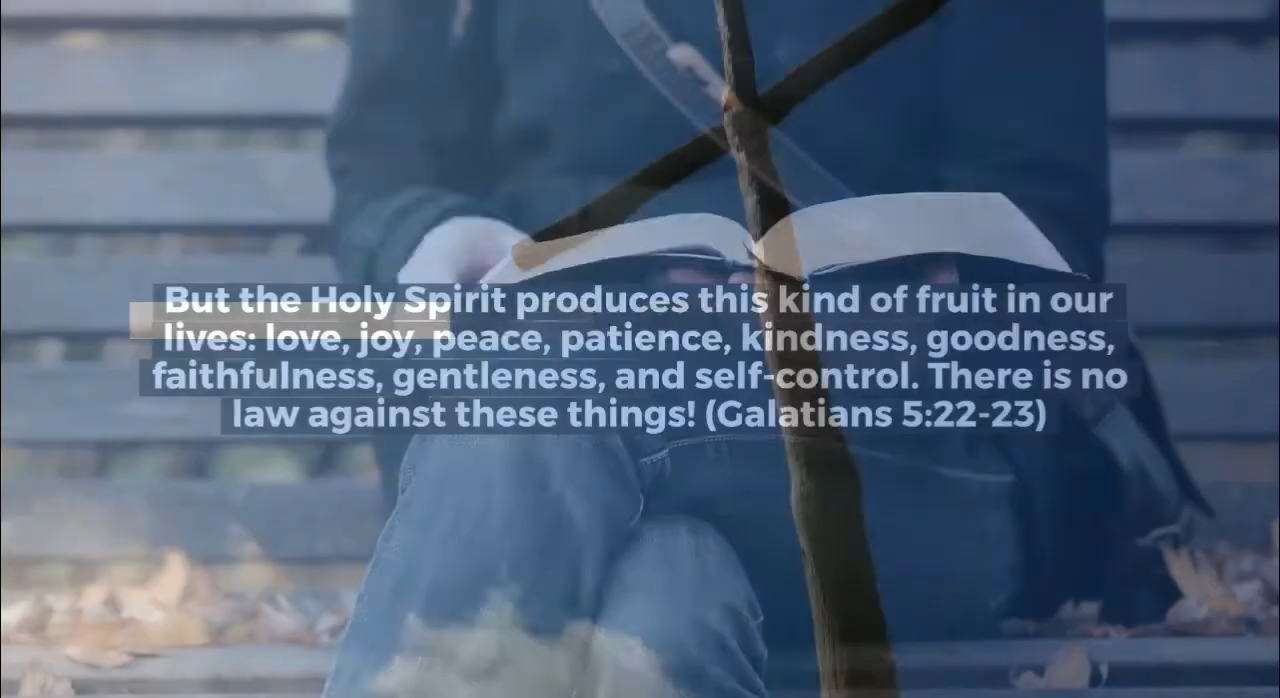 But the Holy Spirit produces this kind of fruit in our
lives: love, joy, peace, patience, kindness, goodness,
faithfulness, gentleness, and self-control. There is no
law against these things! (Galatians 5:22-23)